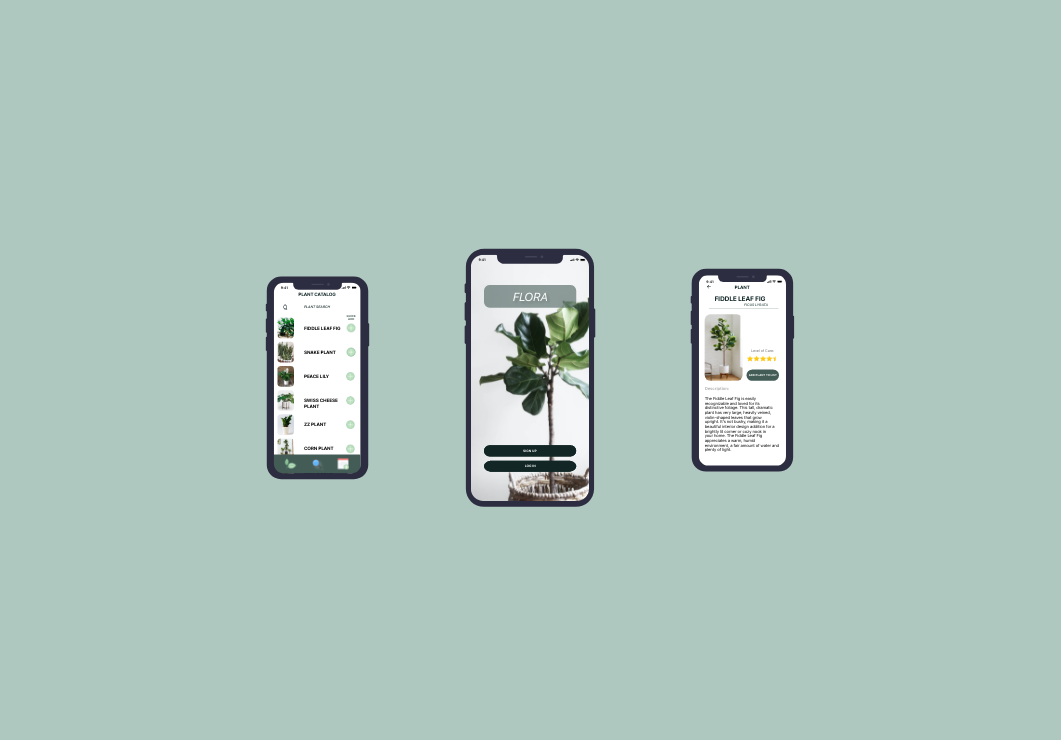 9:41
PLANT CATALOG
PLANT SEARCH
FIDDLE LEAF FIG
SNAKE PLANT
PEACE LILY
SWISS CHEESE
PLANT
ZZ PLANT
CORN PLANT
9:41
FLORA
SIGN UP
LOG IN
9:41
PLANT
FIDDLE LEAF FIG
FICUS LYRATA
Level of Care:
Description:
The Fiddle Leaf Fig is easily
recognizable and loved for its
distinctive foliage. This tall, dramatic
plant has very large, heavily veined,
violin-shaped leaves that grow
upright. It's not bushy, making it a
beautiful interior design addition for a
brightly lit corner or cozy nook in
your home. The Fiddle Leaf Fig
appreciates a warm, humid
environment, a fair amount of water and
plenty of light.